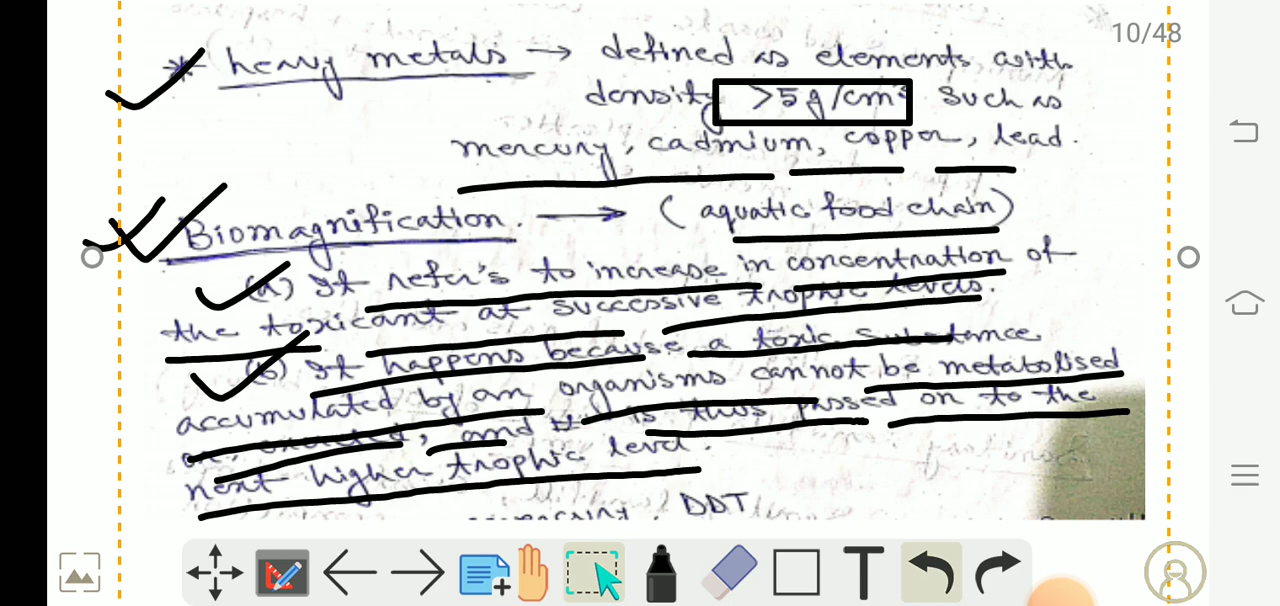 10/48
* heavy metals → defined as elements with
density >5 g/cm³ such as
mercury, cadmium, copper, lead.
Biomagnification. → (aquatic food chain)
(a) It refer's to increase in concentration of
the toxicant at successive trophic levels.
(b) It happens because a toxic substance
accumulated by an organisms cannot be metabolised
or excreted, and it is thus passed on to the
next higher trophic level.
mercury, DDT
T